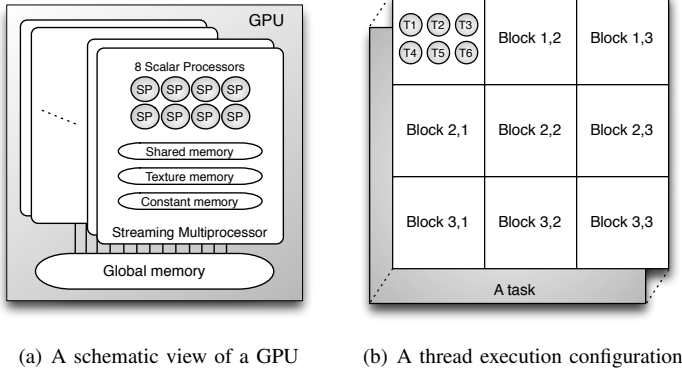 GPU
8 Scalar Processors
SP SP SP SP
SP SP SP SP
Shared memory
Texture memory
Constant memory
Streaming Multiprocessor
Global memory
(a) A schematic view of a GPU
T1 T2 T3
T4 T5 T6
Block 1,2
Block 1,3
Block 2,1
Block 2,2
Block 2,3
Block 3,1
Block 3,2
Block 3,3
A task
(b) A thread execution configuration